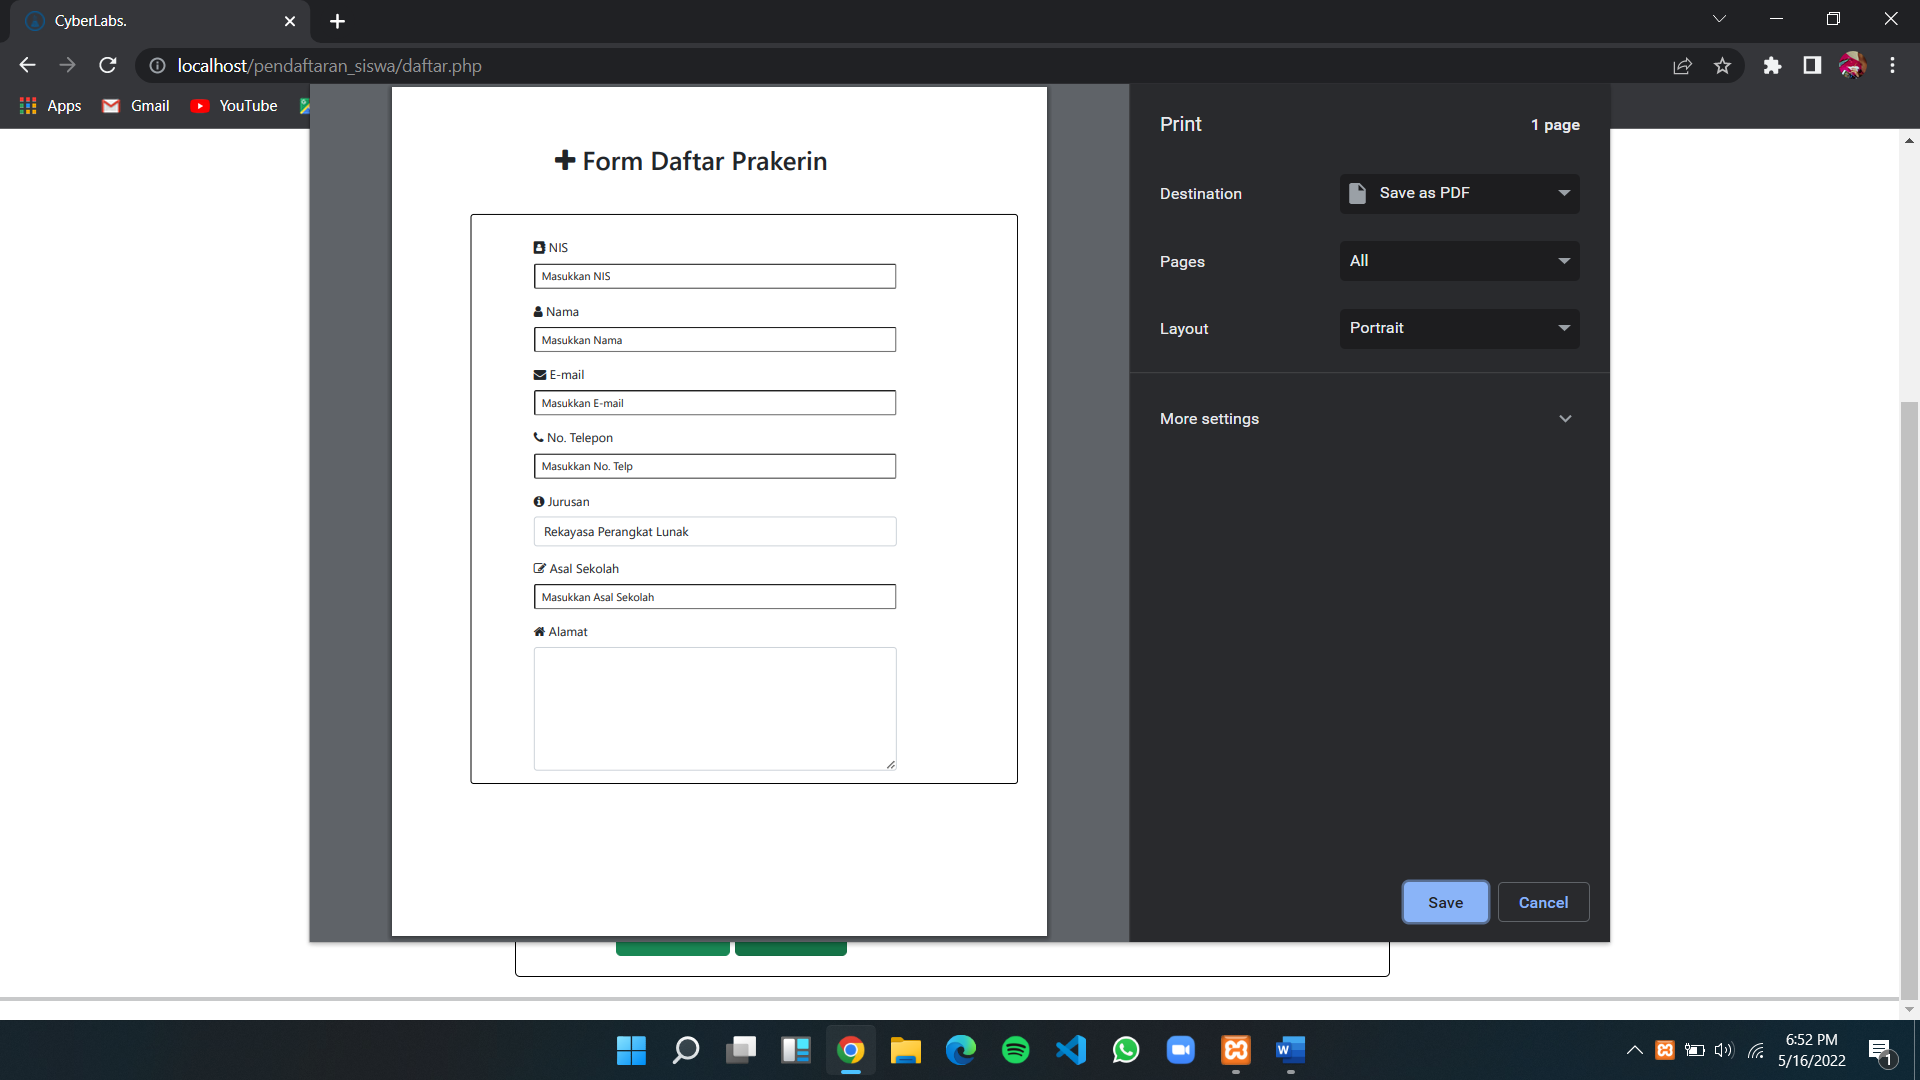 CyberLabs.
localhost/pendaftaran_siswa/daftar.php
Apps
Gmail
YouTube
Form Daftar Prakerin
NIS
Masukkan NIS
Nama
Masukkan Nama
E-mail
Masukkan E-mail
No. Telepon
Masukkan No. Telp
Jurusan
Rekayasa Perangkat Lunak
Asal Sekolah
Masukkan Asal Sekolah
Alamat
Print
1 page
Destination
Save as PDF
Pages
All
Layout
Portrait
More settings
Save
Cancel
6:52 PM
5/16/2022
1